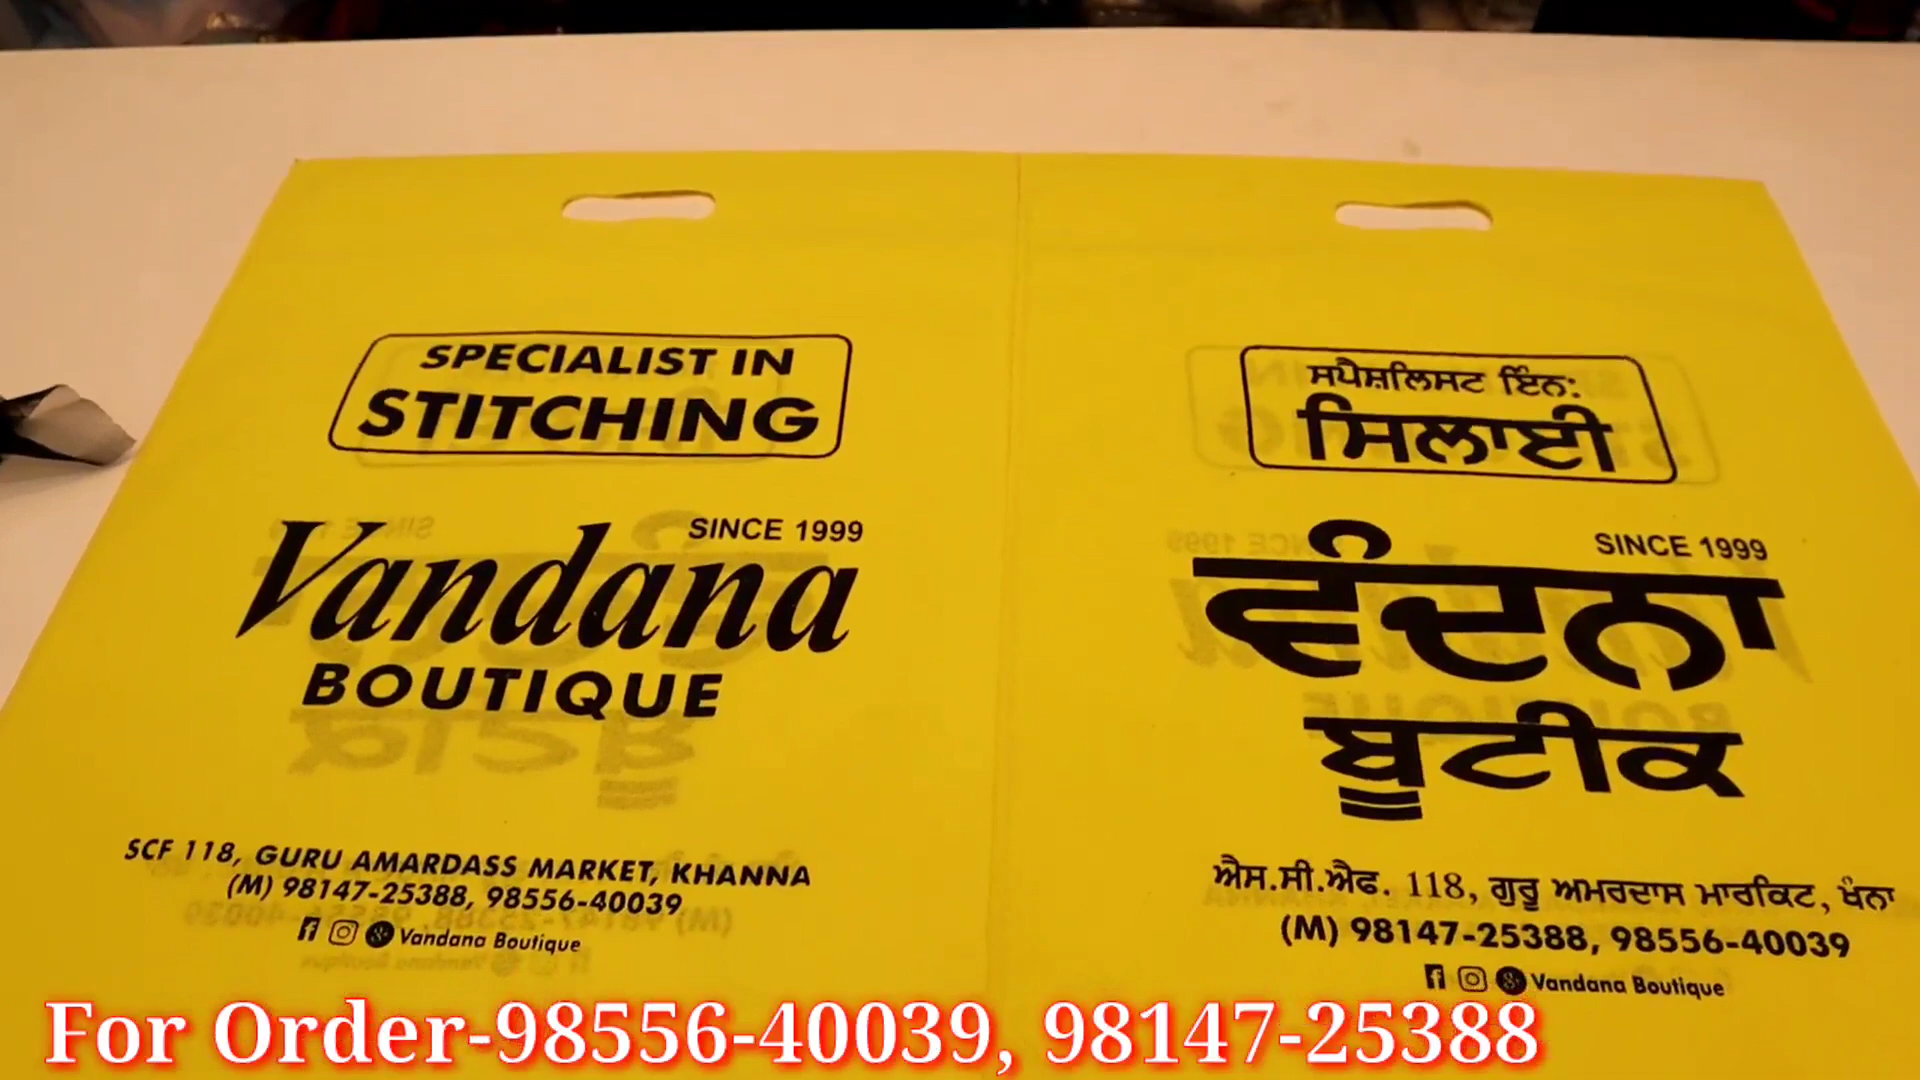 SPECIALIST IN
STITCHING
SINCE 1999
Vandana
BOUTIQUE
SCF 118, GURU AMARDASS MARKET, KHANNA
(M) 98147-25388, 98556-40039
Vandana Boutique
ਸਪੈਸ਼ਲਿਸਟ ਇੰਨ:
ਸਿਲਾਈ
SINCE 1999
ਵੰਦਨਾ
ਬੂਟੀਕ
ਐਸ.ਸੀ.ਐਫ. 118, ਗੁਰੂ ਅਮਰਦਾਸ ਮਾਰਕਿਟ, ਖੰਨਾ
(M) 98147-25388, 98556-40039
Vandana Boutique
For Order-98556-40039, 98147-25388